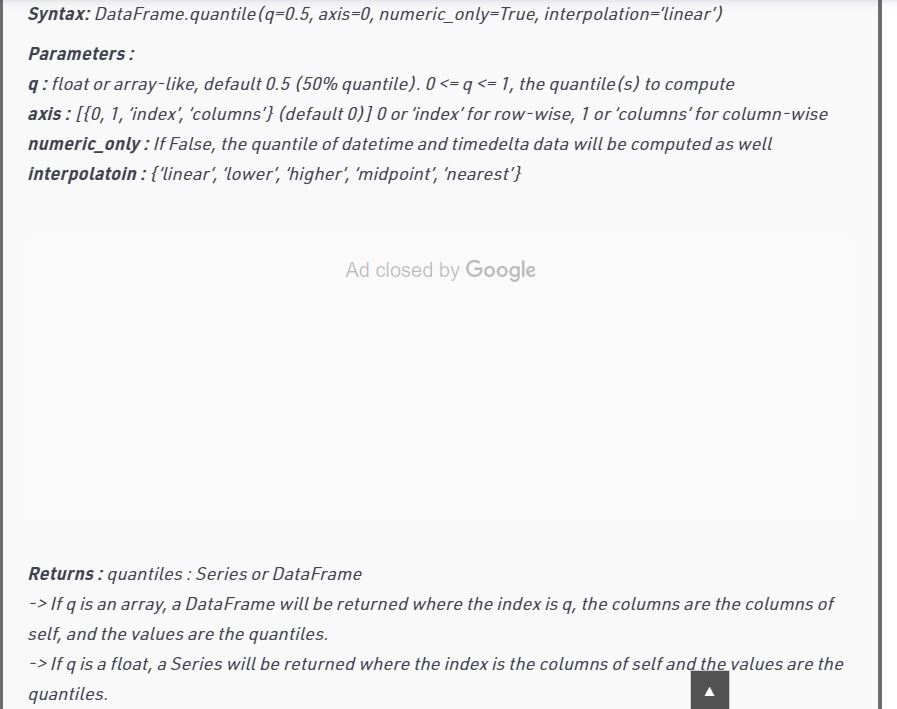 Syntax: DataFrame.quantile(q=0.5, axis=0, numeric_only=True, interpolation=’linear’)
Parameters :
q : float or array-like, default 0.5 (50% quantile). 0 <= q <= 1, the quantile(s) to compute
axis : [{0, 1, ‘index’, ‘columns’} (default 0)] 0 or ‘index’ for row-wise, 1 or ‘columns’ for column-wise
numeric_only : If False, the quantile of datetime and timedelta data will be computed as well
interpolatoin : {‘linear’, ‘lower’, ‘higher’, ‘midpoint’, ‘nearest’}
Ad closed by Google
Returns : quantiles : Series or DataFrame
-> If q is an array, a DataFrame will be returned where the index is q, the columns are the columns of
self, and the values are the quantiles.
-> If q is a float, a Series will be returned where the index is the columns of self and the values are the
quantiles.